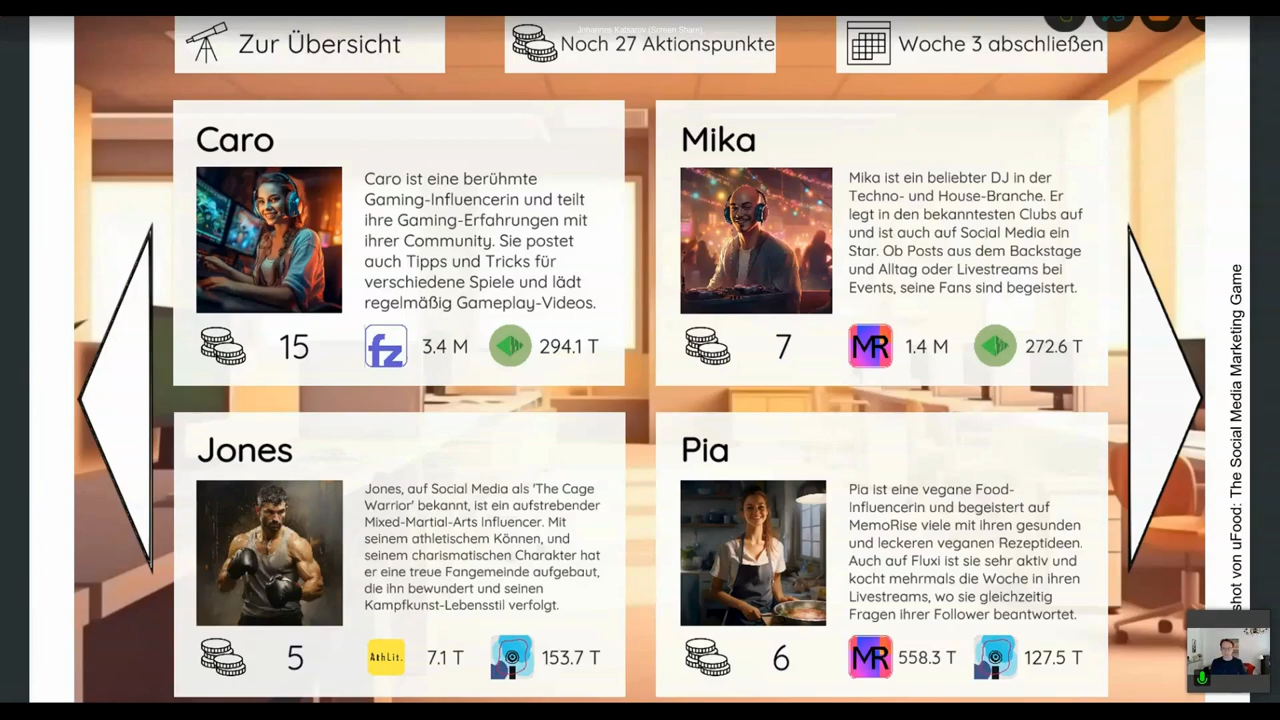 Johannes Katsarov (Screen Share)
Zur Übersicht
Noch 27 Aktionspunkte
Woche 3 abschließen
Caro
Caro ist eine berühmte
Gaming-Influencerin und teilt
ihre Gaming-Erfahrungen mit
ihrer Community. Sie postet
auch Tipps und Tricks für
verschiedene Spiele und lädt
regelmäßig Gameplay-Videos.
15
fz
3.4 M
294.1 T
Mika
Mika ist ein beliebter DJ in der
Techno- und House-Branche. Er
legt in den bekanntesten Clubs auf
und ist auch auf Social Media ein
Star. Ob Posts aus dem Backstage
und Alltag oder Livestreams bei
Events, seine Fans sind begeistert.
7
MR
1.4 M
272.6 T
Jones
Jones, auf Social Media als 'The Cage
Warrior' bekannt, ist ein aufstrebender
Mixed-Martial-Arts Influencer. Mit
seinem athletischem Können, und
seinem charismatischen Charakter hat
er eine treue Fangemeinde aufgebaut,
die ihn bewundert und seinen
Kampfkunst-Lebensstil verfolgt.
5
AthLit.
7.1 T
153.7 T
Pia
Pia ist eine vegane Food-
Influencerin und begeistert auf
MemoRise viele mit ihren gesunden
und leckeren veganen Rezeptideen.
Auch auf Fluxi ist sie sehr aktiv und
kocht mehrmals die Woche in ihren
Livestreams, wo sie gleichzeitig
Fragen ihrer Follower beantwortet.
6
MR
558.3 T
127.5 T
shot von uFood: The Social Media Marketing Game